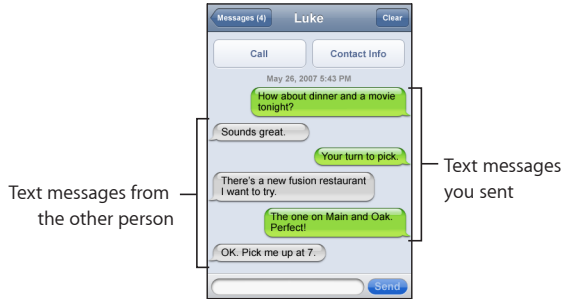 Messages (4)
Luke
Clear
Call
Contact Info
May 26, 2007 5:43 PM
How about dinner and a movie
tonight?
Sounds great.
Your turn to pick.
There's a new fusion restaurant
I want to try.
The one on Main and Oak.
Perfect!
OK. Pick me up at 7.
Send
Text messages from
the other person
Text messages
you sent